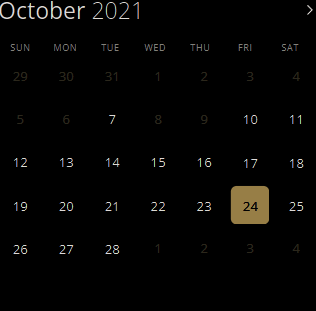 October 2021
SUN MON TUE WED THU FRI SAT
29 30 31 1 2 3 4
5 6 7 8 9 10 11
12 13 14 15 16 17 18
19 20 21 22 23 24 25
26 27 28 1 2 3 4